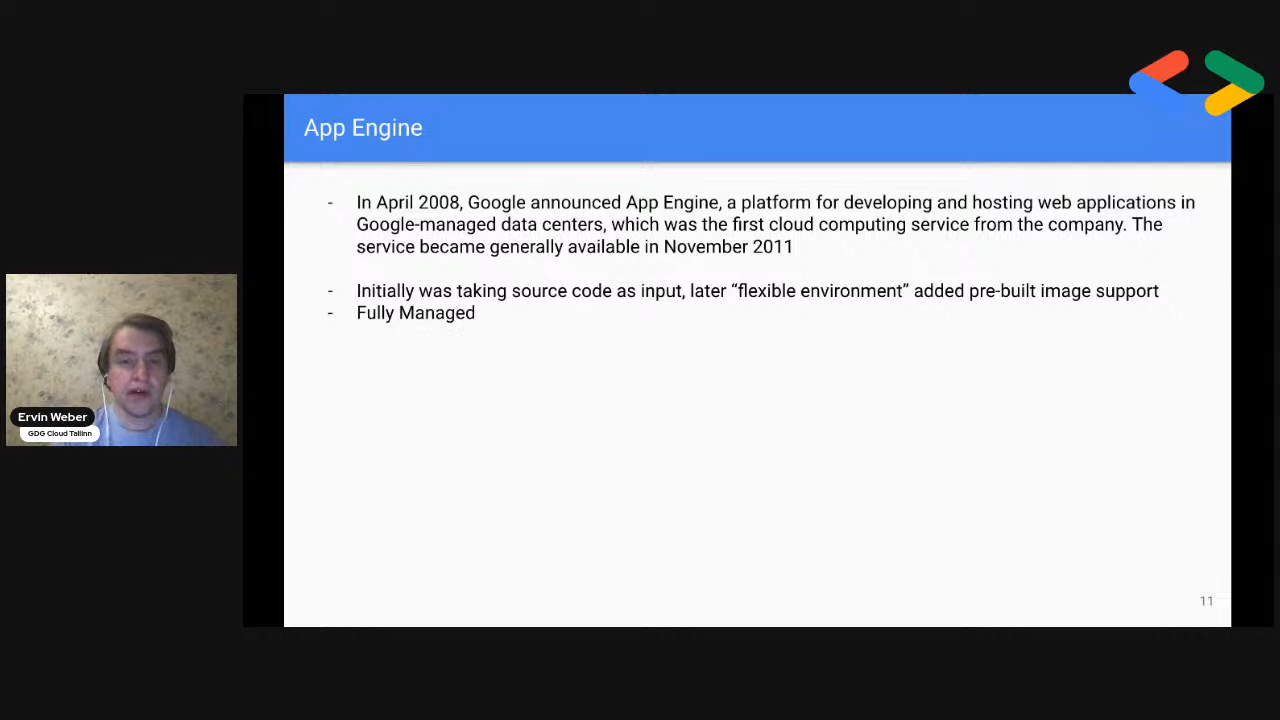 App Engine
- In April 2008, Google announced App Engine, a platform for developing and hosting web applications in
Google-managed data centers, which was the first cloud computing service from the company. The
service became generally available in November 2011
- Initially was taking source code as input, later “flexible environment” added pre-built image support
- Fully Managed
Ervin Weber
GDG Cloud Tallinn
11